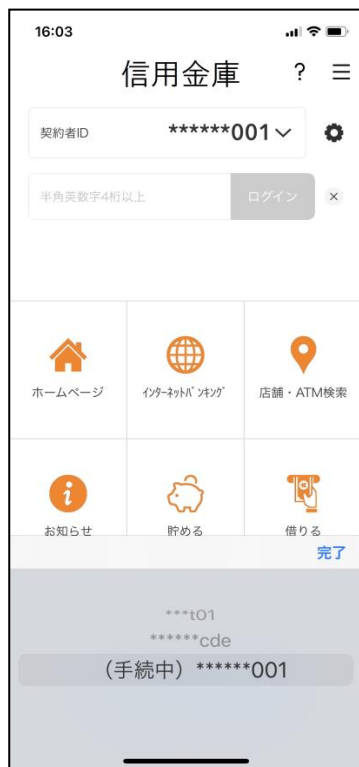 16:03
信用金庫 ?
契約者ID ******001
半角英数字4桁以上 ログイン ×
ホームページ インターネットバンキング 店舗・ATM検索
お知らせ 貯める 借りる
完了
***t01
******cde
(手続中) ******001